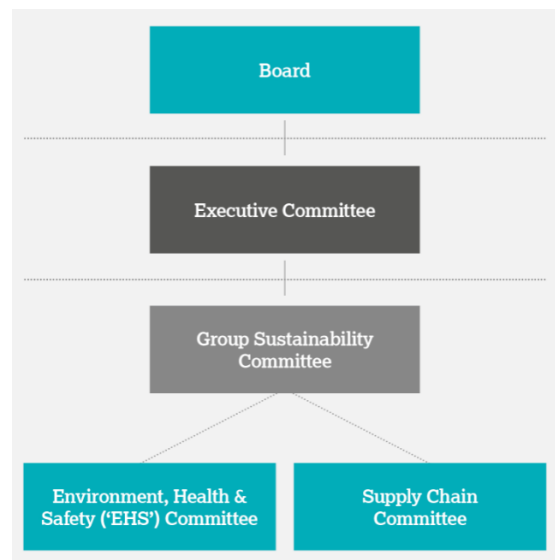 Board
Executive Committee
Group Sustainability
Committee
Environment, Health &
Safety (‘EHS’) Committee
Supply Chain
Committee